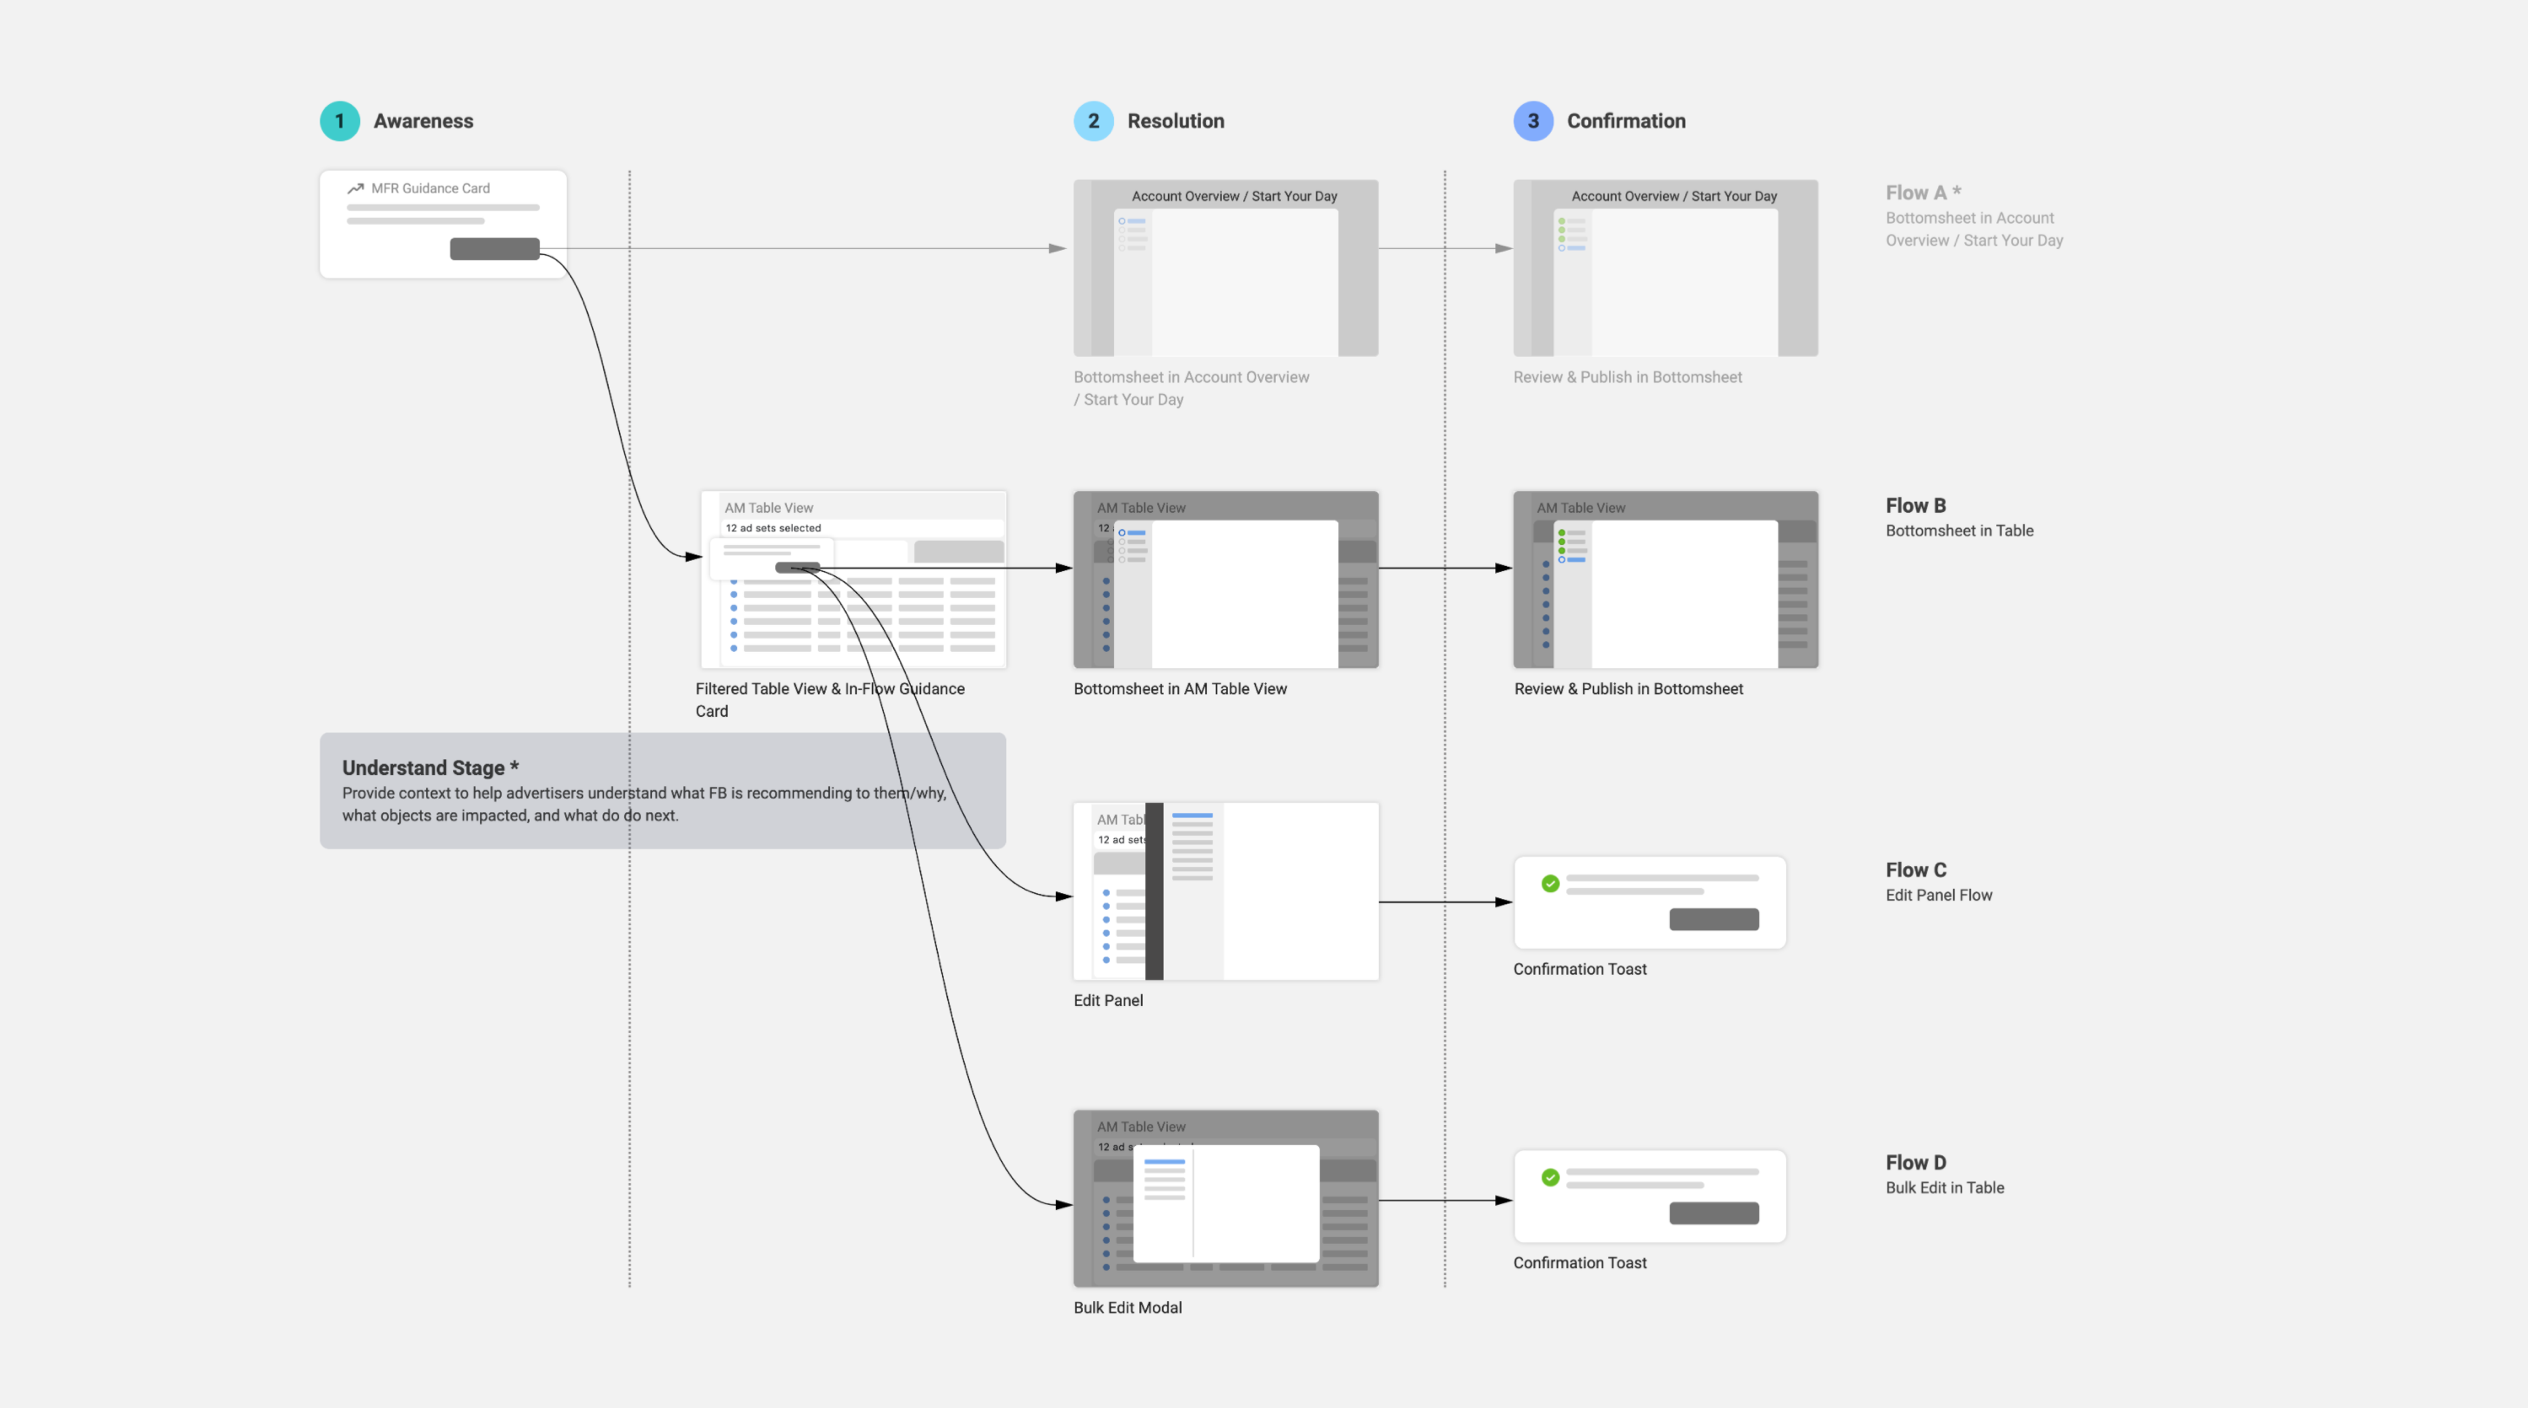 1 Awareness
2 Resolution
3 Confirmation
MFR Guidance Card
Account Overview / Start Your Day
Bottomsheet in Account Overview
/ Start Your Day
Account Overview / Start Your Day
Review & Publish in Bottomsheet
Flow A *
Bottomsheet in Account
Overview / Start Your Day
AM Table View
12 ad sets selected
Filtered Table View & In-Flow Guidance
Card
AM Table View
12
Bottomsheet in AM Table View
AM Table View
Review & Publish in Bottomsheet
Flow B
Bottomsheet in Table
Understand Stage *
Provide context to help advertisers understand what FB is recommending to them/why,
what objects are impacted, and what do do next.
AM Tabl
12 ad sets
Edit Panel
Confirmation Toast
Flow C
Edit Panel Flow
AM Table View
12 ad s
Bulk Edit Modal
Confirmation Toast
Flow D
Bulk Edit in Table